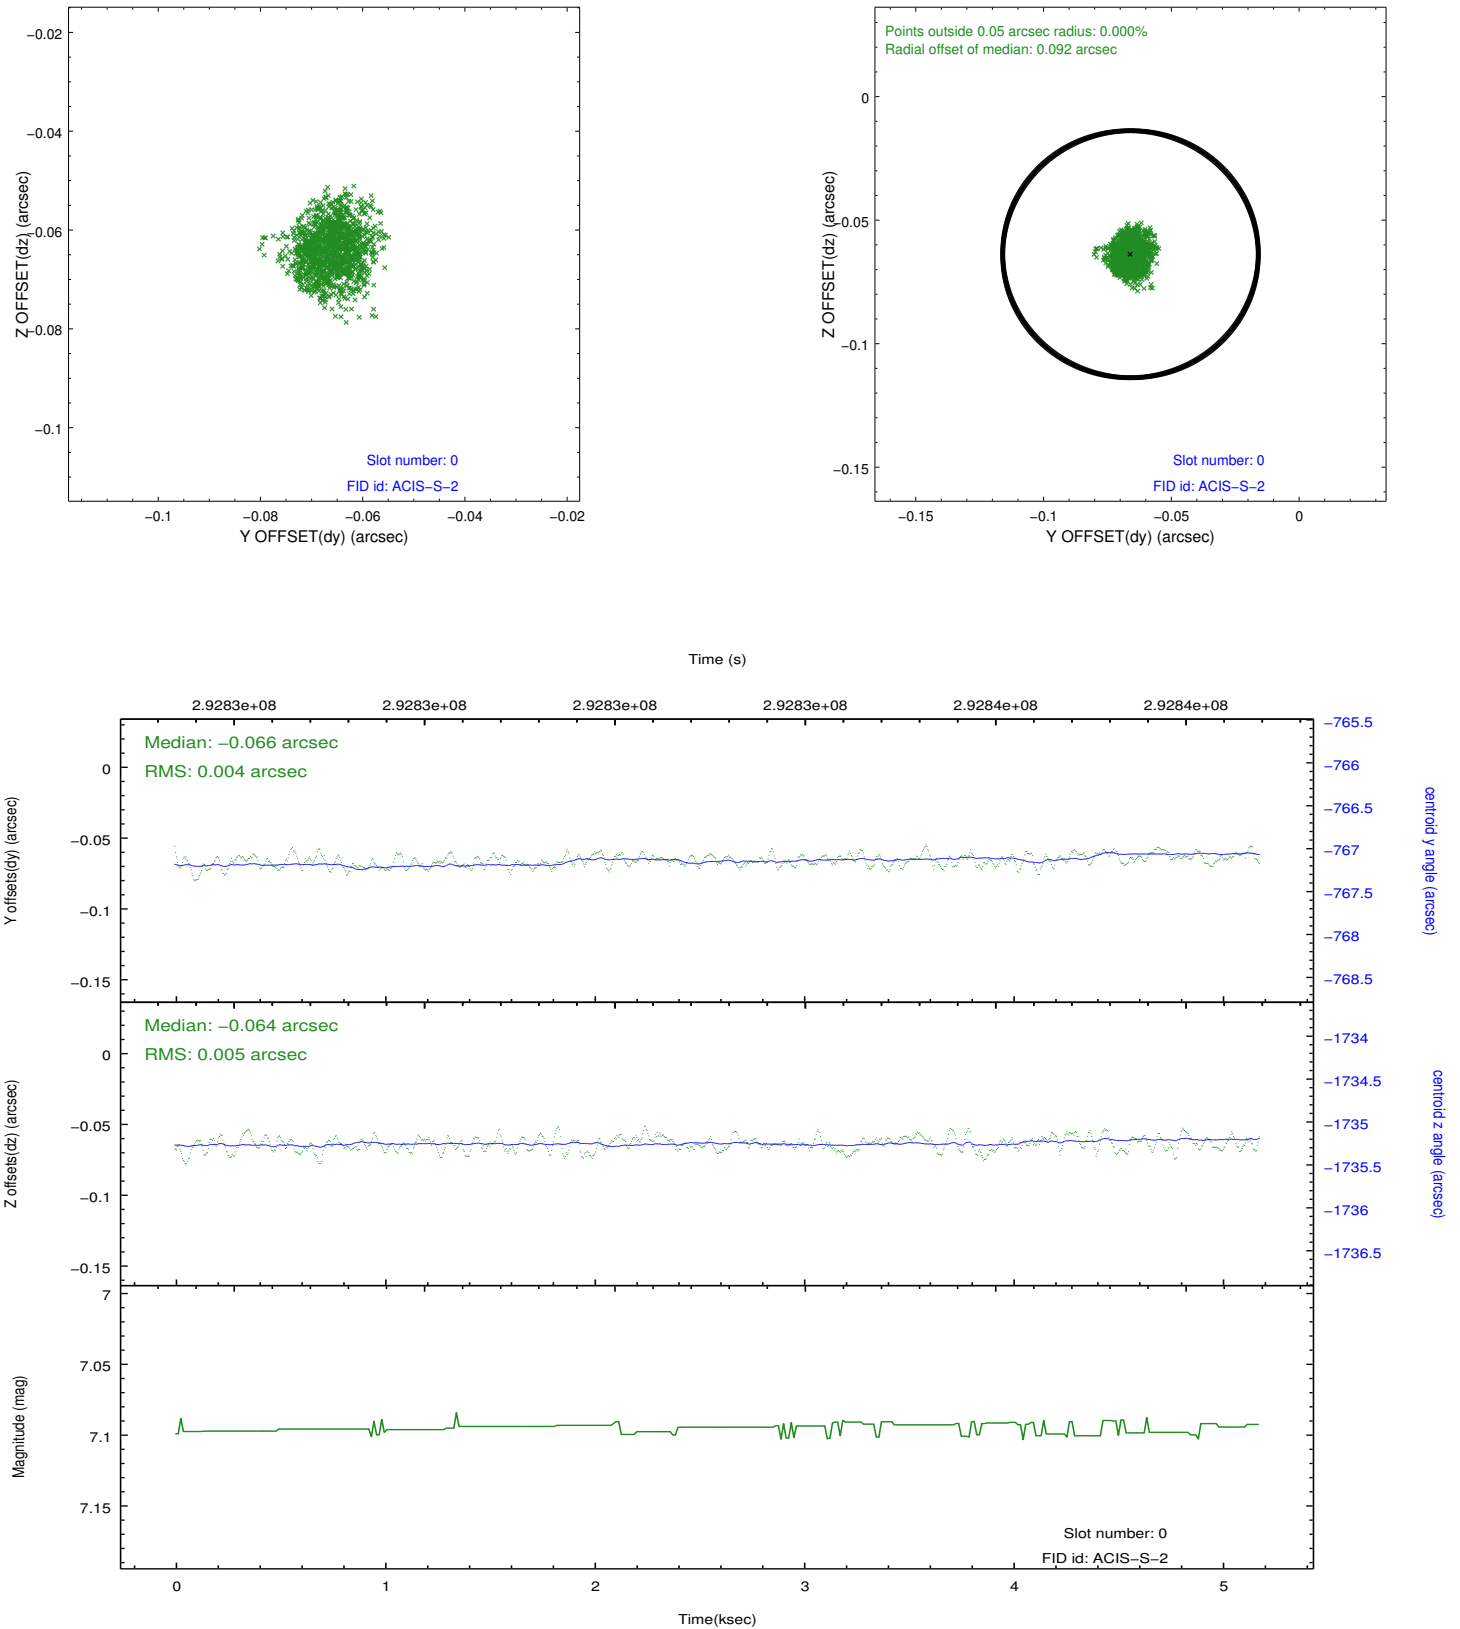 −0.02
−0.04
−0.06
−0.08
−0.1
Z OFFSET(dz) (arcsec)
Slot number: 0
FID id: ACIS−S−2
−0.1
−0.08
−0.06
−0.04
−0.02
Y OFFSET(dy) (arcsec)
Points outside 0.05 arcsec radius: 0.000%
Radial offset of median: 0.092 arcsec
0
−0.05
−0.1
−0.15
Z OFFSET(dz) (arcsec)
Slot number: 0
FID id: ACIS−S−2
−0.15
−0.1
−0.05
0
Y OFFSET(dy) (arcsec)
Time (s)
2.9283e+08
2.9283e+08
2.9283e+08
2.9283e+08
2.9284e+08
2.9284e+08
Median: −0.066 arcsec
RMS: 0.004 arcsec
0
−0.05
−0.1
−0.15
Y offsets(dy) (arcsec)
−765.5
−766
−766.5
−767
−767.5
−768
−768.5
centroid y angle (arcsec)
Median: −0.064 arcsec
RMS: 0.005 arcsec
0
−0.05
−0.1
−0.15
Z offsets(dz) (arcsec)
−1734
−1734.5
−1735
−1735.5
−1736
−1736.5
centroid z angle (arcsec)
7
7.05
7.1
7.15
Magnitude (mag)
Slot number: 0
FID id: ACIS−S−2
0
1
2
3
4
5
Time(ksec)